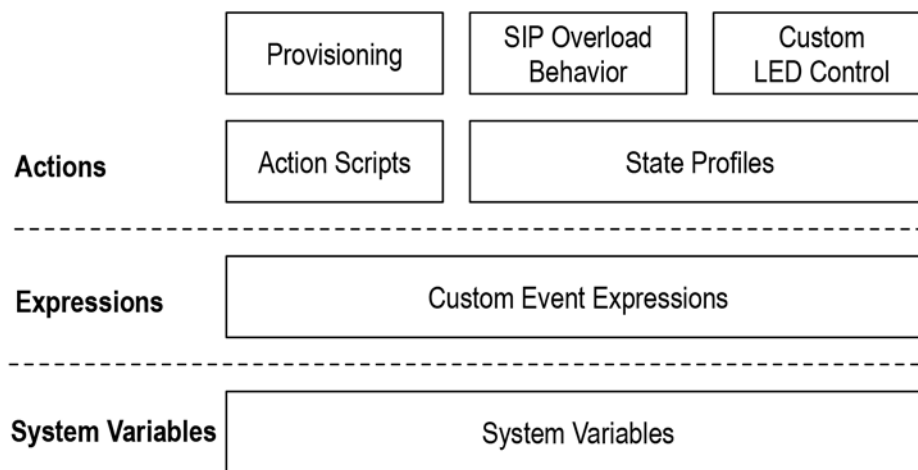 Provisioning
SIP Overload
Behavior
Custom
LED Control
Actions
Action Scripts
State Profiles
Expressions
Custom Event Expressions
System Variables
System Variables